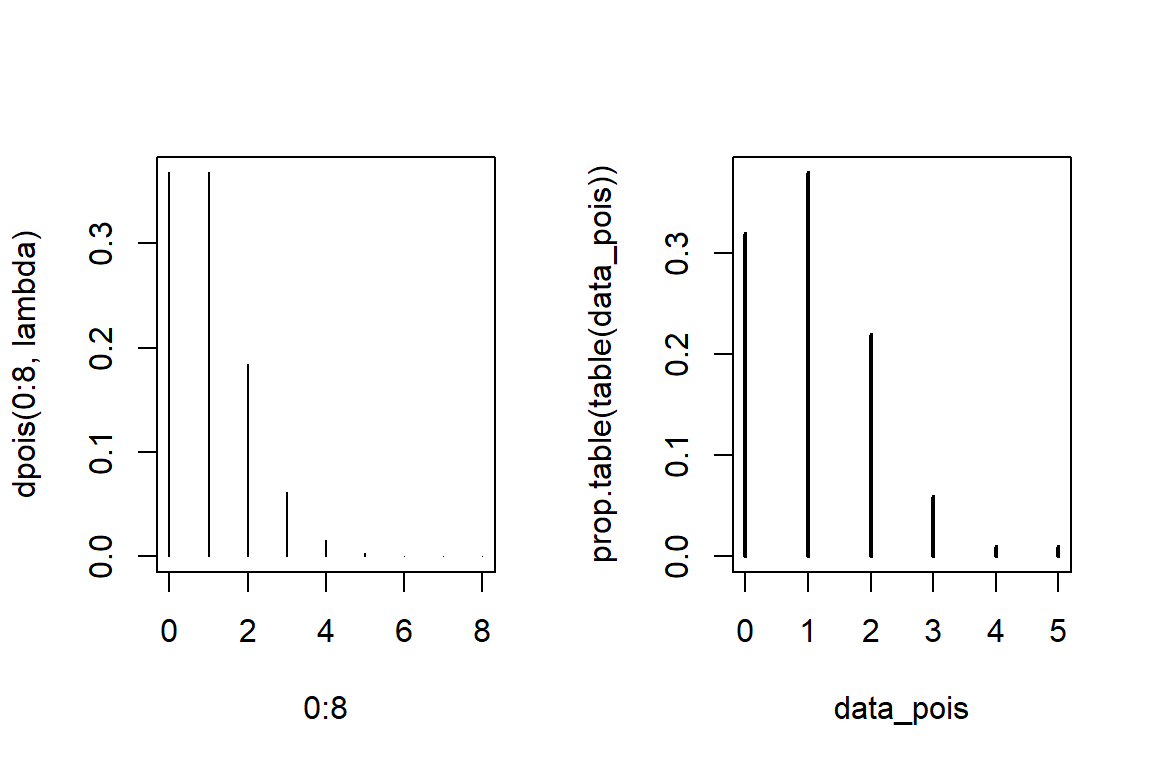 dpois(0:8, lambda)
0.0 0.1 0.2 0.3
0 2 4 6 8
0:8
prop.table(table(data_pois))
0.0 0.1 0.2 0.3
0 1 2 3 4 5
data_pois